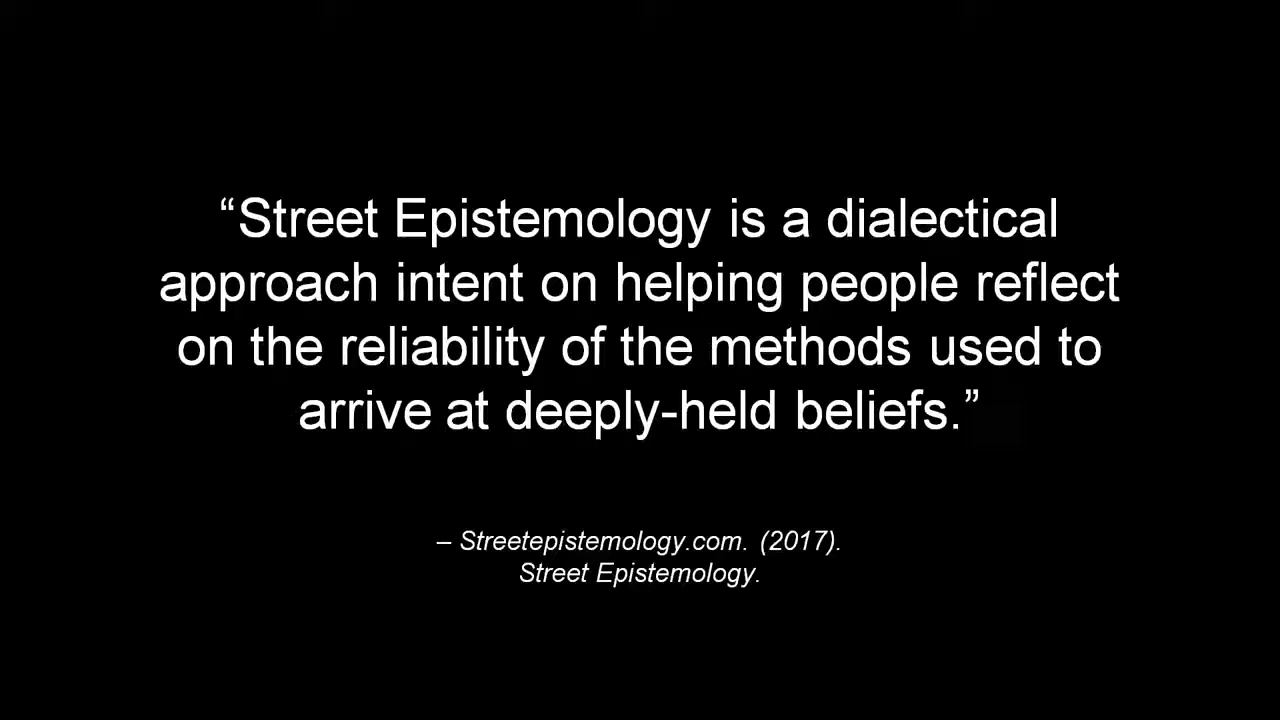 “Street Epistemology is a dialectical
approach intent on helping people reflect
on the reliability of the methods used to
arrive at deeply-held beliefs.”
– Streetepistemology.com. (2017).
Street Epistemology.